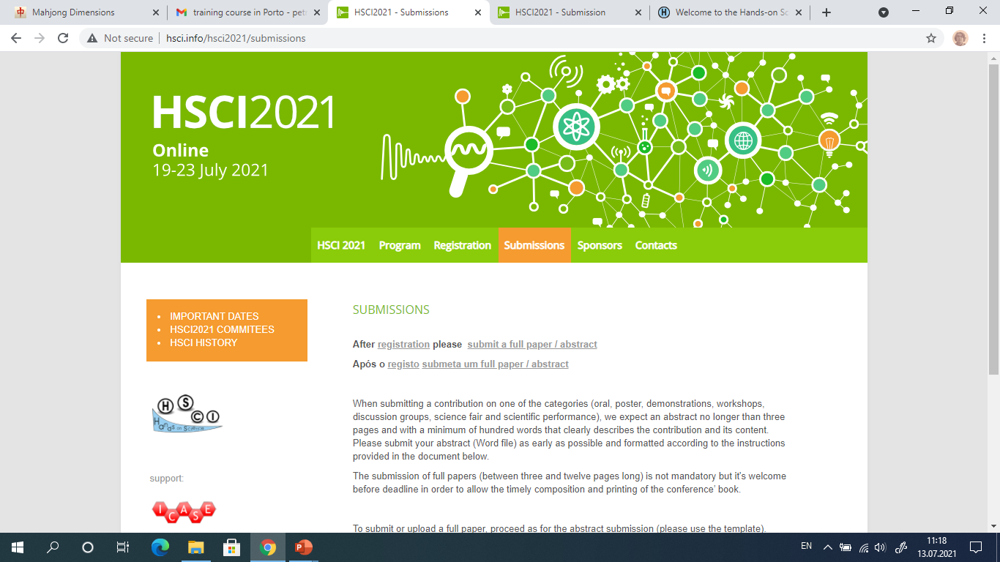 Mahjong Dimensions
training course in Porto - pet
HSCI2021 - Submissions
HSCI2021 - Submission
Welcome to the Hands-on Sc
Not secure | hsci.info/hsci2021/submissions
HSCI2021
Online
19-23 July 2021
HSCI 2021 Program Registration Submissions Sponsors Contacts
• IMPORTANT DATES
• HSCI2021 COMMITEES
• HSCI HISTORY
H S C I
Hands on Science
support:
I C A S E
SUBMISSIONS
After registration please submit a full paper / abstract
Após o registo submeta um full paper / abstract
When submitting a contribution on one of the categories (oral, poster, demonstrations, workshops,
discussion groups, science fair and scientific performance), we expect an abstract no longer than three
pages and with a minimum of hundred words that clearly describes the contribution and its content.
Please submit your abstract (Word file) as early as possible and formatted according to the instructions
provided in the document below.
The submission of full papers (between three and twelve pages long) is not mandatory but it's welcome
before deadline in order to allow the timely composition and printing of the conference' book.
To submit or upload a full paper, proceed as for the abstract submission (please use the template).
EN
11:18
13.07.2021